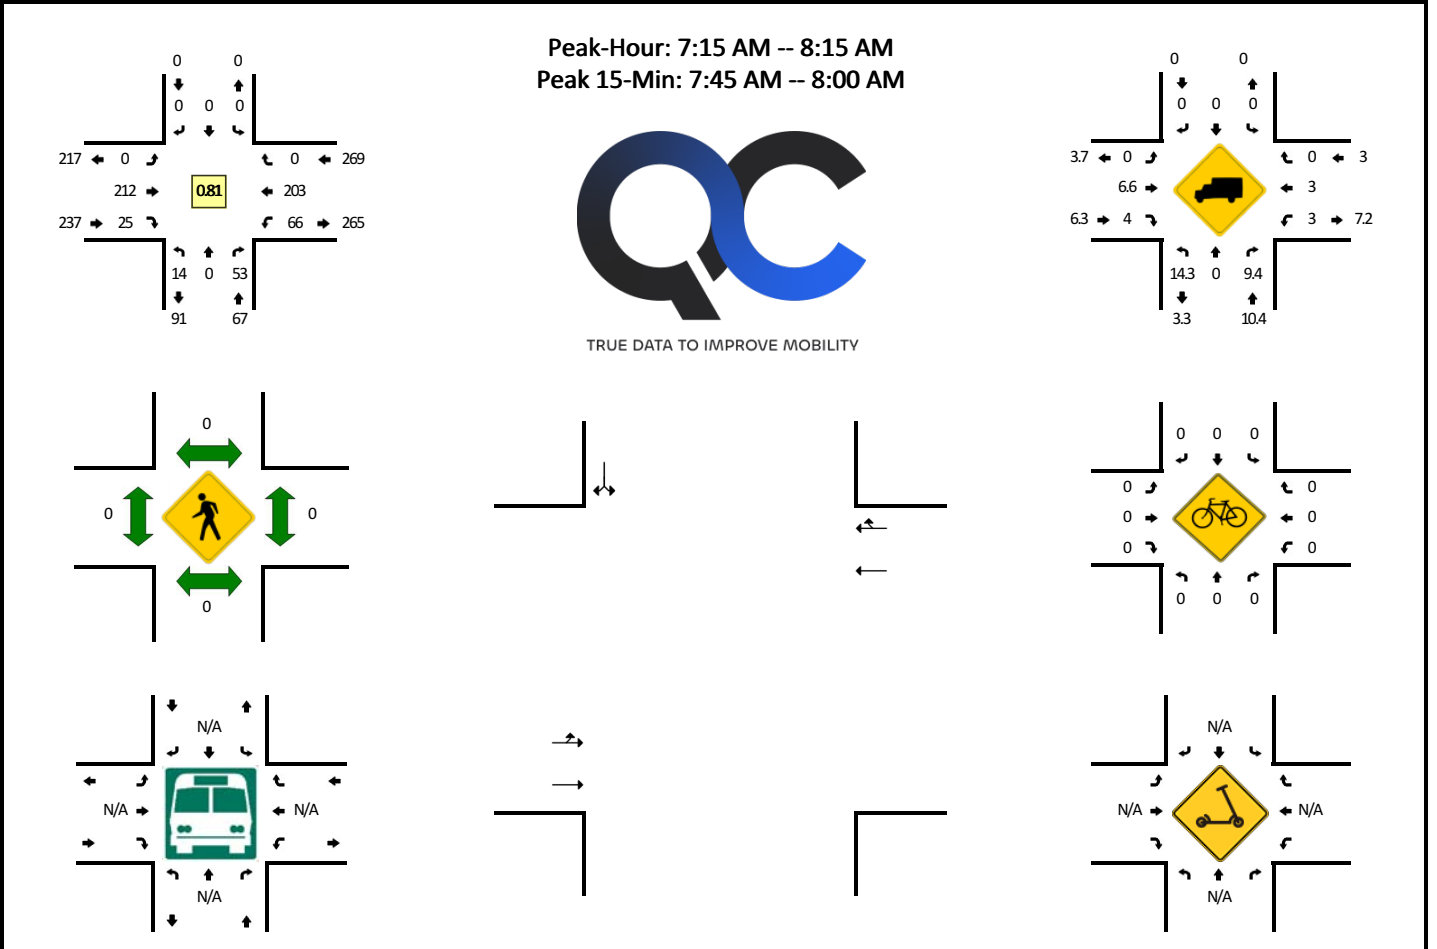 Peak-Hour: 7:15 AM -- 8:15 AM
Peak 15-Min: 7:45 AM -- 8:00 AM
0 0
0 0 0
217 0 0 269
212 0.81 203
237 25 66 265
14 0 53
91 67
QC
TRUE DATA TO IMPROVE MOBILITY
0 0
0 0 0
3.7 0 0 3
6.6 3
6.3 4 3 7.2
14.3 0 9.4
3.3 10.4
0
0 0
0
0 0 0
0 0
0 0
0 0
0 0 0
N/A
N/A N/A
N/A
N/A
N/A N/A
N/A